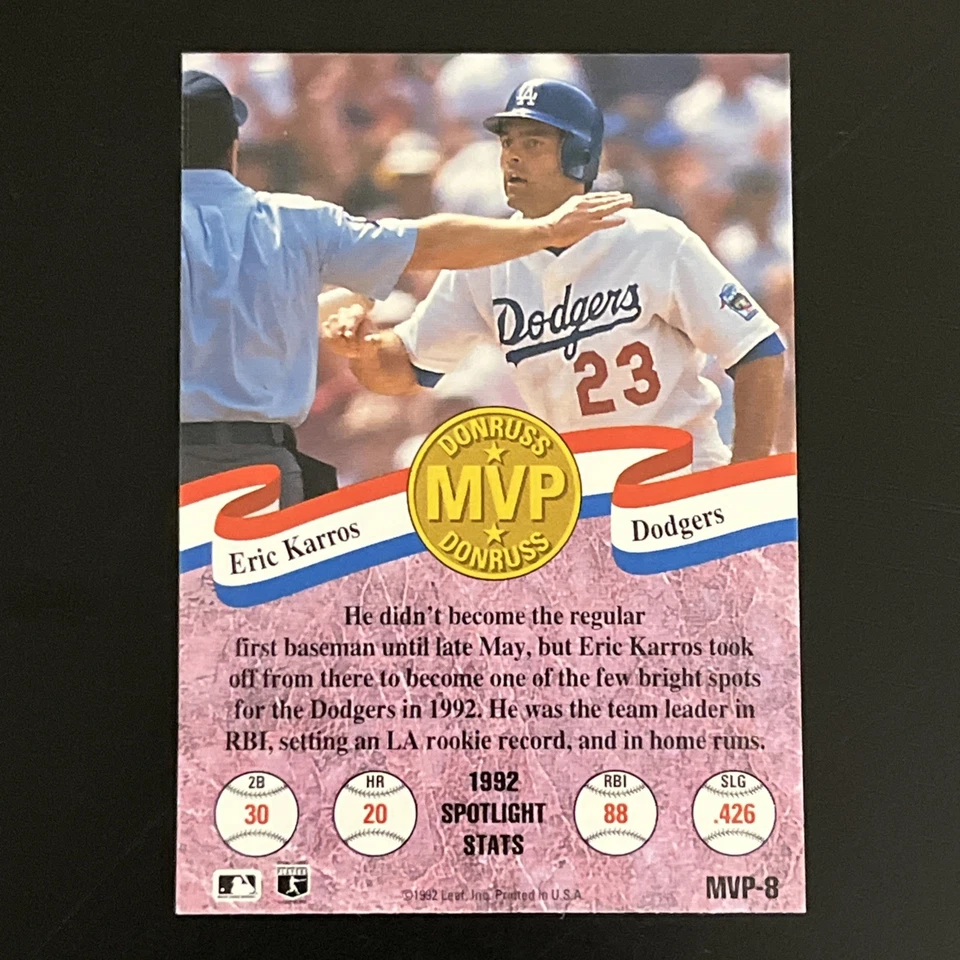 LA
Dodgers
23
DONRUSS
MVP
DONRUSS
Eric Karros
Dodgers
He didn't become the regular
first baseman until late May, but Eric Karros took
off from there to become one of the few bright spots
for the Dodgers in 1992. He was the team leader in
RBI, setting an LA rookie record, and in home runs.
2B
30
HR
20
1992
SPOTLIGHT
STATS
RBI
88
SLG
.426
PLAYERS
©1992 Leaf, Inc. Printed in U.S.A.
MVP-8